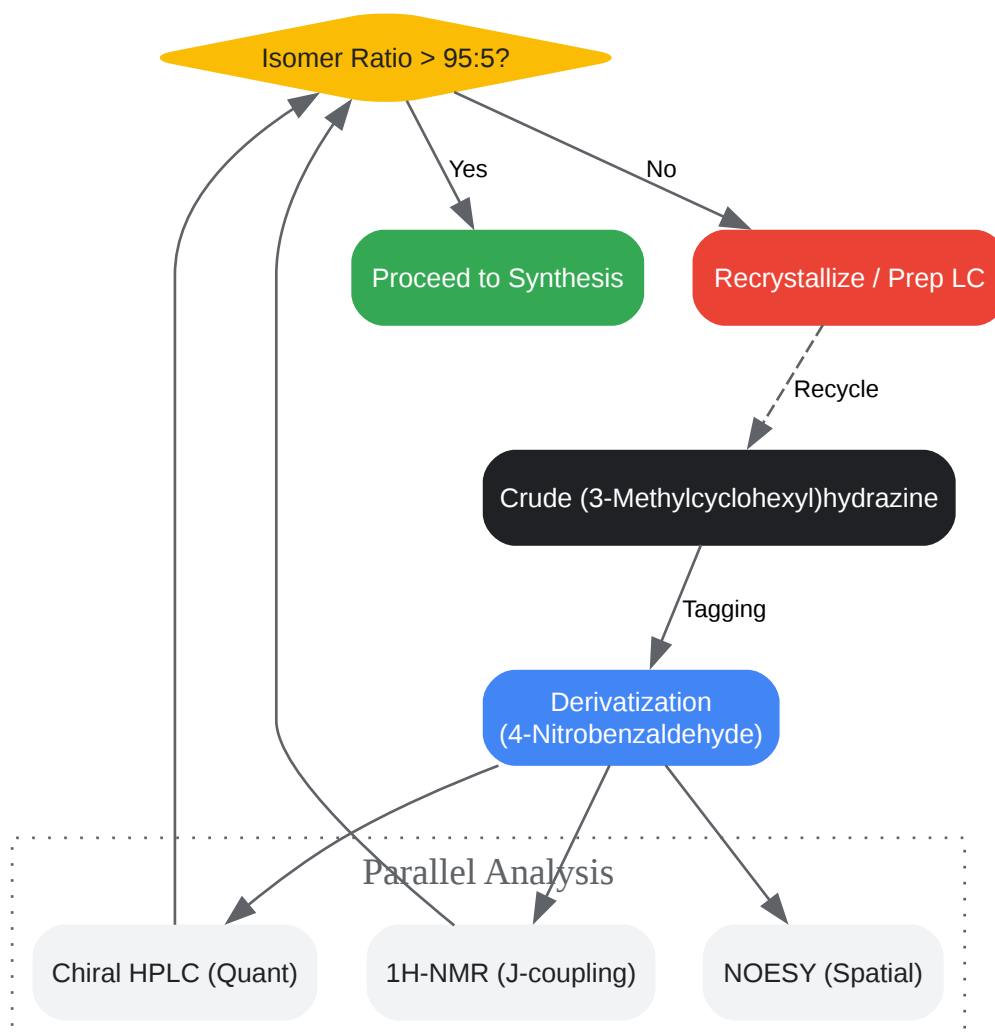 Isomer Ratio > 95:5?
Yes
No
Proceed to Synthesis
Recrystallize / Prep LC
Recycle
Crude (3-Methylcyclohexyl)hydrazine
Tagging
Derivatization
(4-Nitrobenzaldehyde)
Parallel Analysis
Chiral HPLC (Quant)
1H-NMR (J-coupling)
NOESY (Spatial)